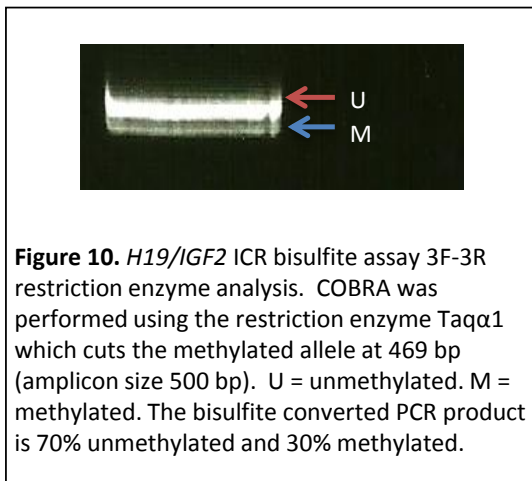 U
M
Figure 10. H19/IGF2 ICR bisulfite assay 3F-3R
restriction enzyme analysis.  COBRA was
performed using the restriction enzyme Taqα1
which cuts the methylated allele at 469 bp
(amplicon size 500 bp).  U = unmethylated. M =
methylated. The bisulfite converted PCR product
is 70% unmethylated and 30% methylated.